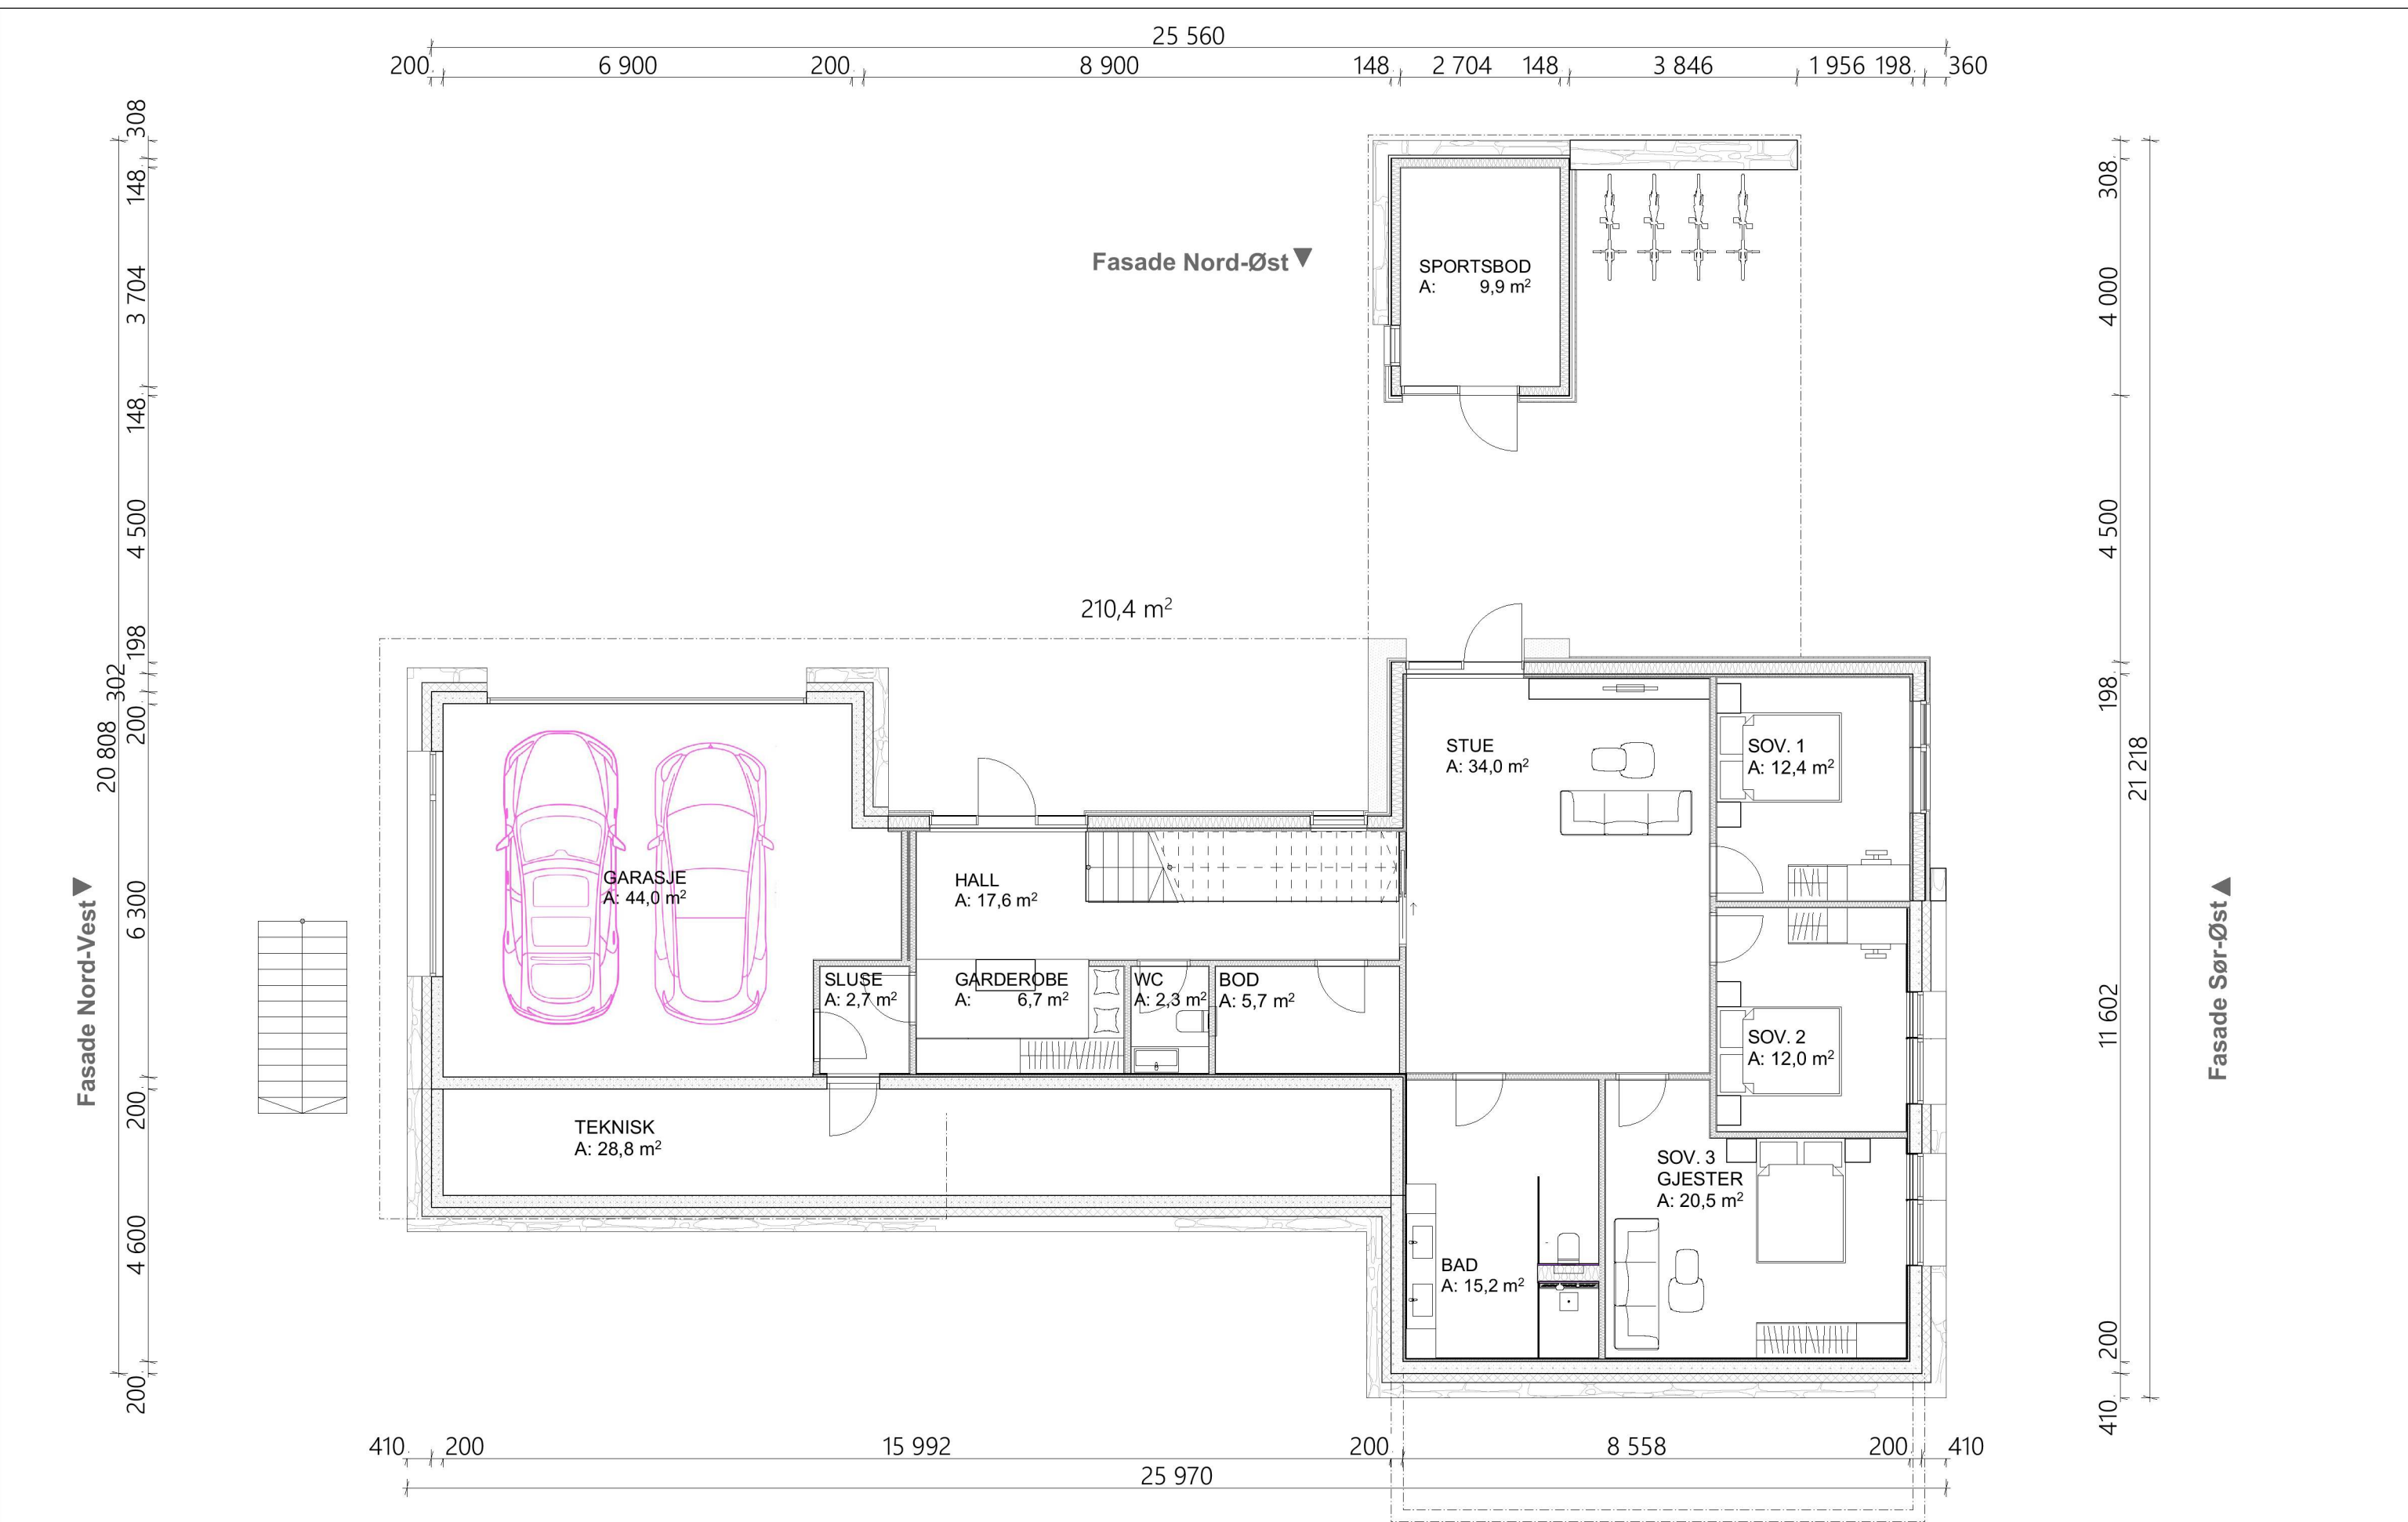 25 560
200 6 900 200 8 900 148 2 704 148 3 846 1 956 198 360
308
148
3 704
148
4 500
198
302
200
20 808
6 300
200
4 600
200
Fasade Nord-Vest
Fasade Nord-Øst
SPORTSBOD
A: 9,9 m²
210,4 m²
STUE
A: 34,0 m²
SOV. 1
A: 12,4 m²
GARASJE
A: 44,0 m²
HALL
A: 17,6 m²
SLUSE
A: 2,7 m²
GARDEROBE
A: 6,7 m²
WC
A: 2,3 m²
BOD
A: 5,7 m²
SOV. 2
A: 12,0 m²
TEKNISK
A: 28,8 m²
SOV. 3
GJESTER
A: 20,5 m²
BAD
A: 15,2 m²
308
4 000
4 500
198
21 218
11 602
200
410
Fasade Sør-Øst
410 200 15 992 200 8 558 200 410
25 970